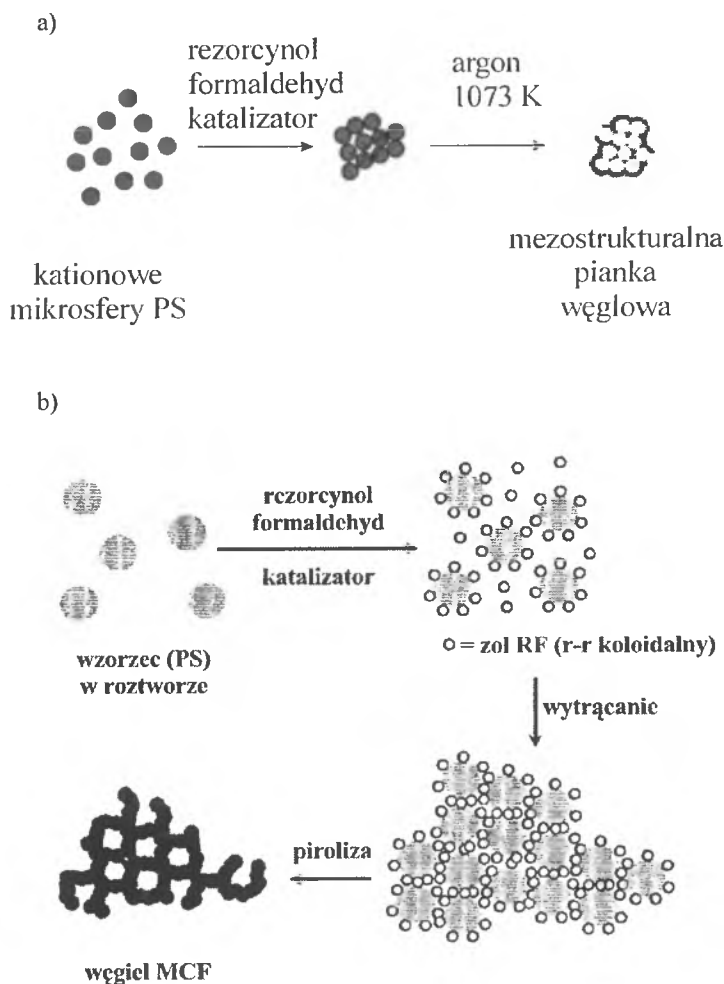 a)
rezorcynol
formaldehyd
katalizator
argon
1073 K
kationowe
mikrosfery PS
mezostrukturalna
pianka
węglowa
b)
rczorcynol
formaldehyd
katalizator
wzorzec (PS)
w roztworze
= zol RF (r-r koloidalny)
wytrącanie
piroliza
węgiel MCF